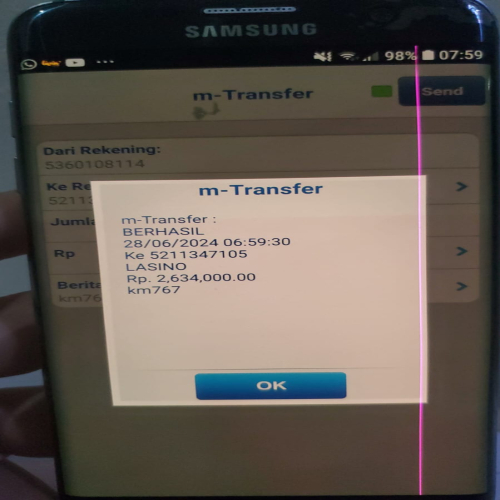 SAMSUNG
98% 07:59
m-Transfer
Send
Dari Rekening:
5360108114
Ke Re
5211
m-Transfer
m-Transfer :
BERHASIL
28/06/2024 06:59:30
Ke 5211347105
LASINO
Rp. 2,634,000.00
km767
Jumla
Rp
Berita
km76
OK